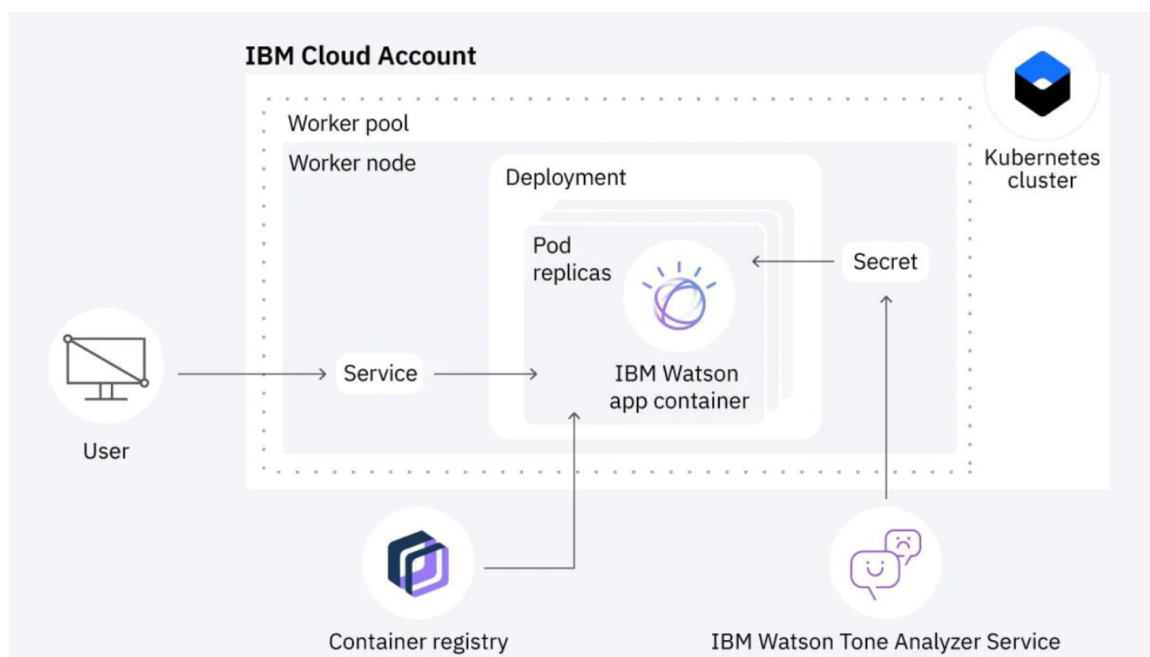 IBM Cloud Account
Worker pool
Worker node
Deployment
Kubernetes
cluster
Pod
replicas
Secret
Service
IBM Watson
app container
User
Container registry
IBM Watson Tone Analyzer Service